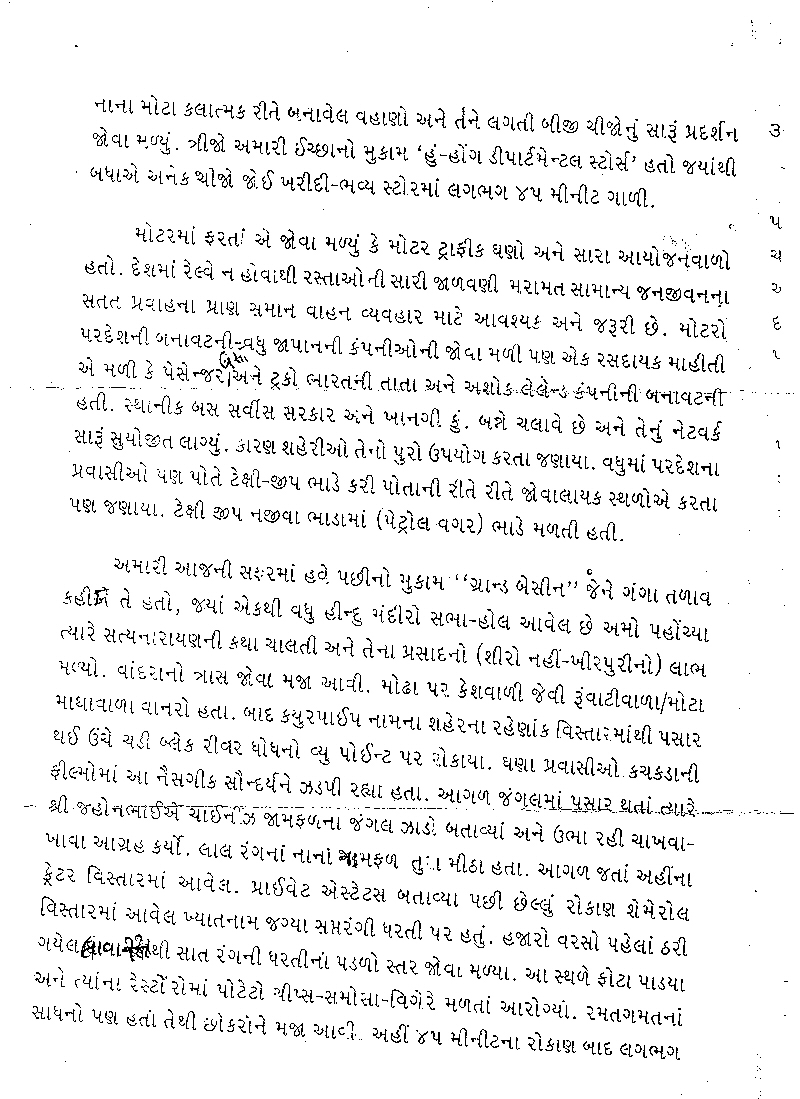 નાના મોટા કલાત્મક રીતે બનાવેલ વહાણો અને તેને લગતી બીજી ચીજોનું સારૂં પ્રદર્શન
જોવા મળ્યું. ત્રીજો અમારી ઈચ્છાનો મુકામ ‘હું-હોંગ ડીપાર્ટમેન્ટલ સ્ટોર્સ’ હતો જયાંથી
બધાએ અનેક ચીજો જોઈ ખરીદી-ભવ્ય સ્ટોરમાં લગભગ ૪૫ મીનીટ ગાળી.
મોટરમાં ફરતાં એ જોવા મળ્યું કે મોટર ટ્રાફીક ઘણો અને સારા આયોજનવાળો
હતો. દેશમાં રેલ્વે ન હોવાથી રસ્તાઓની સારી જાળવણી મરામત સામાન્ય જનજીવનના
સતત પ્રવાહના પ્રાણ સમાન વાહન વ્યવહાર માટે આવશ્યક અને જરૂરી છે. મોટરો
પરદેશની બનાવટની-વધુ જાપાનની કંપનીઓની જોવા મળી પણ એક રસદાયક માહીતી
એ મળી કે પેસેન્જર બસો અને ટ્રકો ભારતની તાતા અને અશોક લેલેન્ડ કંપનીની બનાવટની
હતી. સ્થાનીક બસ સર્વીસ સરકાર અને ખાનગી કું. બન્ને ચલાવે છે અને તેનું નેટવર્ક
સારૂં સુયોજીત લાગ્યું. કારણ શહેરીઓ તેનો પુરો ઉપયોગ કરતા જણાયા. વધુમાં પરદેશના
પ્રવાસીઓ પણ પોતે ટેક્ષી-જીપ ભાડે કરી પોતાની રીતે રીતે જોવાલાયક સ્થળોએ કરતા
પણ જણાયા. ટેક્ષી જીપ નજીવા ભાડામાં (પેટ્રોલ વગર) ભાડે મળતી હતી.
અમારી આજની સફરમાં હવે પછીનો મુકામ “ગ્રાન્ડ બેસીન” જેને ગંગા તળાવ
કહીએ તે હતો, જયાં એકથી વધુ હીન્દુ મંદીરો સભા-હોલ આવેલ છે અમો પહોંચ્યા
ત્યારે સત્યનારાયણની કથા ચાલતી અને તેના પ્રસાદનો (શીરો નહીં-ખીરપુરીનો) લાભ
મળ્યો. વાંદરાનો ત્રાસ જોવા મજા આવી. મોઢા પર કેશવાળી જેવી રૂંવાટીવાળા/મોટા
માથાવાળા વાનરો હતા. બાદ કયુરપાઈપ નામના શહેરના રહેણાંક વિસ્તારમાંથી પસાર
થઈ ઉંચે ચડી બ્લેક રીવર ધોધનો વ્યુ પોઈન્ટ પર રોકાયા. ઘણા પ્રવાસીઓ કચકડાની
ફીલ્મોમાં આ નૈસર્ગીક સૌન્દર્યને ઝડપી રહ્યા હતા. આગળ જંગલમાં પસાર થતાં ત્યારે
શ્રી જહોનભાઈએ ચાઈનીઝ જામફળના જંગલ ઝાડો બતાવ્યાં અને ઉભા રહી ચાખવા-
ખાવા આગ્રહ કર્યો. લાલ રંગનાં નાનાં જામફળ મીઠા હતા. આગળ જતાં અહીંના
ક્રેટર વિસ્તારમાં આવેલ. પ્રાઈવેટ એસ્ટેટસ બતાવ્યા પછી છેલ્લું રોકાણ શેમેરોલ
વિસ્તારમાં આવેલ ખ્યાતનામ જગ્યા સપ્તરંગી ધરતી પર હતું. હજારો વરસો પહેલાં ઠરી
ગયેલ લાવારસથી સાત રંગની ધરતીનાં પડળો સ્તર જોવા મળ્યા. આ સ્થળે ફોટા પાડયા
અને ત્યાંના રેસ્ટોરોમાં પોટેટો ચીપ્સ-સમોસા-વિગેરે મળતાં આરોગ્યાં. રમતગમતનાં
સાધનો પણ હતાં તેથી છોકરાંને મજા આવી. અહીં ૪૫ મીનીટના રોકાણ બાદ લગભગ